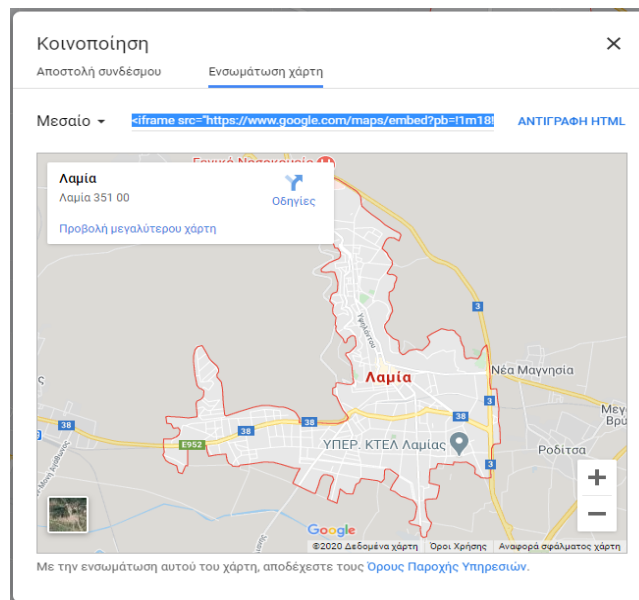 Κοινοποίηση
Αποστολή συνδέσμου Ενσωμάτωση χάρτη
Μεσαίο <iframe src="https://www.google.com/maps/embed?pb=!1m18! ΑΝΤΙΓΡΑΦΗ HTML
Γενικό Νοσοκομείο
Λαμία
Λαμία 351 00
Οδηγίες
Προβολή μεγαλύτερου χάρτη
3
Υψηλάντου
Νέα Μαγνησία
Λαμία
3
38
38
38
38
E952
ΥΠΕΡ. ΚΤΕΛ Λαμίας
Ροδίτσα
3
Google
©2020 Δεδομένα χάρτη Όροι Χρήσης Αναφορά σφάλματος χάρτη
Με την ενσωμάτωση αυτού του χάρτη, αποδέχεστε τους Όρους Παροχής Υπηρεσιών.